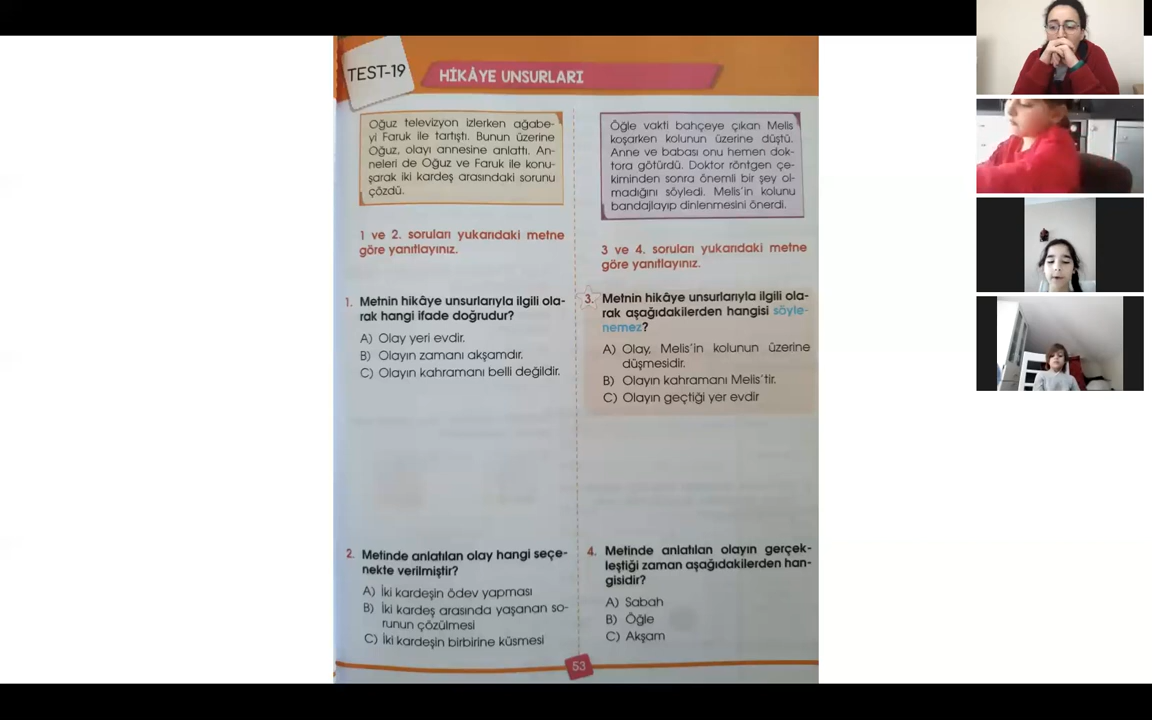 TEST-19
HİKÂYE UNSURLARI
Oğuz televizyon izlerken ağabe-
yi Faruk ile tartıştı. Bunun üzerine
Oğuz, olayı annesine anlattı. An-
neleri de Oğuz ve Faruk ile konu-
şarak iki kardeş arasındaki sorunu
çözdü.
1 ve 2. soruları yukarıdaki metne
göre yanıtlayınız.
1. Metnin hikâye unsurlarıyla ilgili ola-
rak hangi ifade doğrudur?
A) Olay yeri evdir.
B) Olayın zamanı akşamdır.
C) Olayın kahramanı belli değildir.
2. Metinde anlatılan olay hangi seçe-
nekte verilmiştir?
A) İki kardeşin ödev yapması
B) İki kardeş arasında yaşanan so-
runun çözülmesi
C) İki kardeşin birbirine küsmesi
Öğle vakti bahçeye çıkan Melis
koşarken kolunun üzerine düştü.
Anne ve babası onu hemen dok-
tora götürdü. Doktor röntgen çe-
kiminden sonra önemli bir şey ol-
madığını söyledi. Melis'in kolunu
bandajlayıp dinlenmesini önerdi.
3 ve 4. soruları yukarıdaki metne
göre yanıtlayınız.
3. Metnin hikâye unsurlarıyla ilgili ola-
rak aşağıdakilerden hangisi söyle-
nemez?
A) Olay, Melis'in kolunun üzerine
düşmesidir.
B) Olayın kahramanı Melis'tir.
C) Olayın geçtiği yer evdir
4. Metinde anlatılan olayın gerçek-
leştiği zaman aşağıdakilerden han-
gisidir?
A) Sabah
B) Öğle
C) Akşam
53